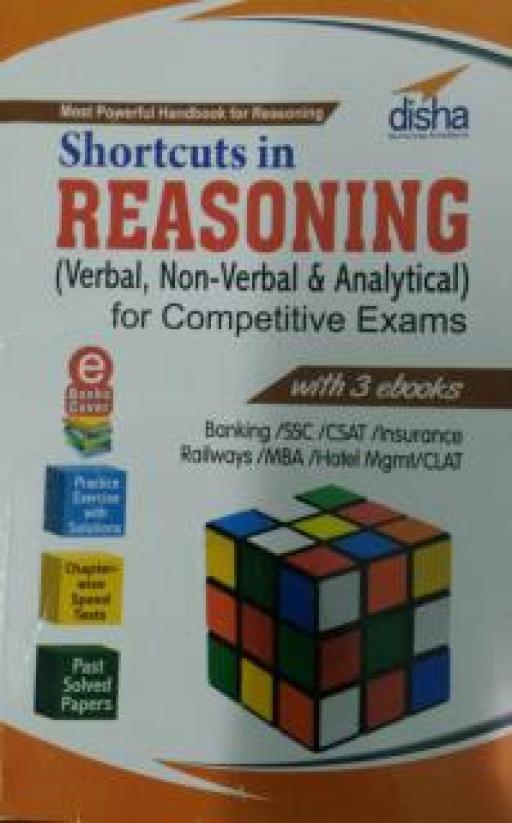 Most Powerful Handbook for Reasoning
disha
Shortcuts in
REASONING
(Verbal, Non-Verbal & Analytical)
for Competitive Exams
with 3 ebooks
Banking /SSC /CSAT /Insurance
Railways /MBA /Hotel Mgmt/CLAT
e
Books
Practice
Exercise
with
Solutions
Chapter-
wise
Speed
Tests
Past
Solved
Papers